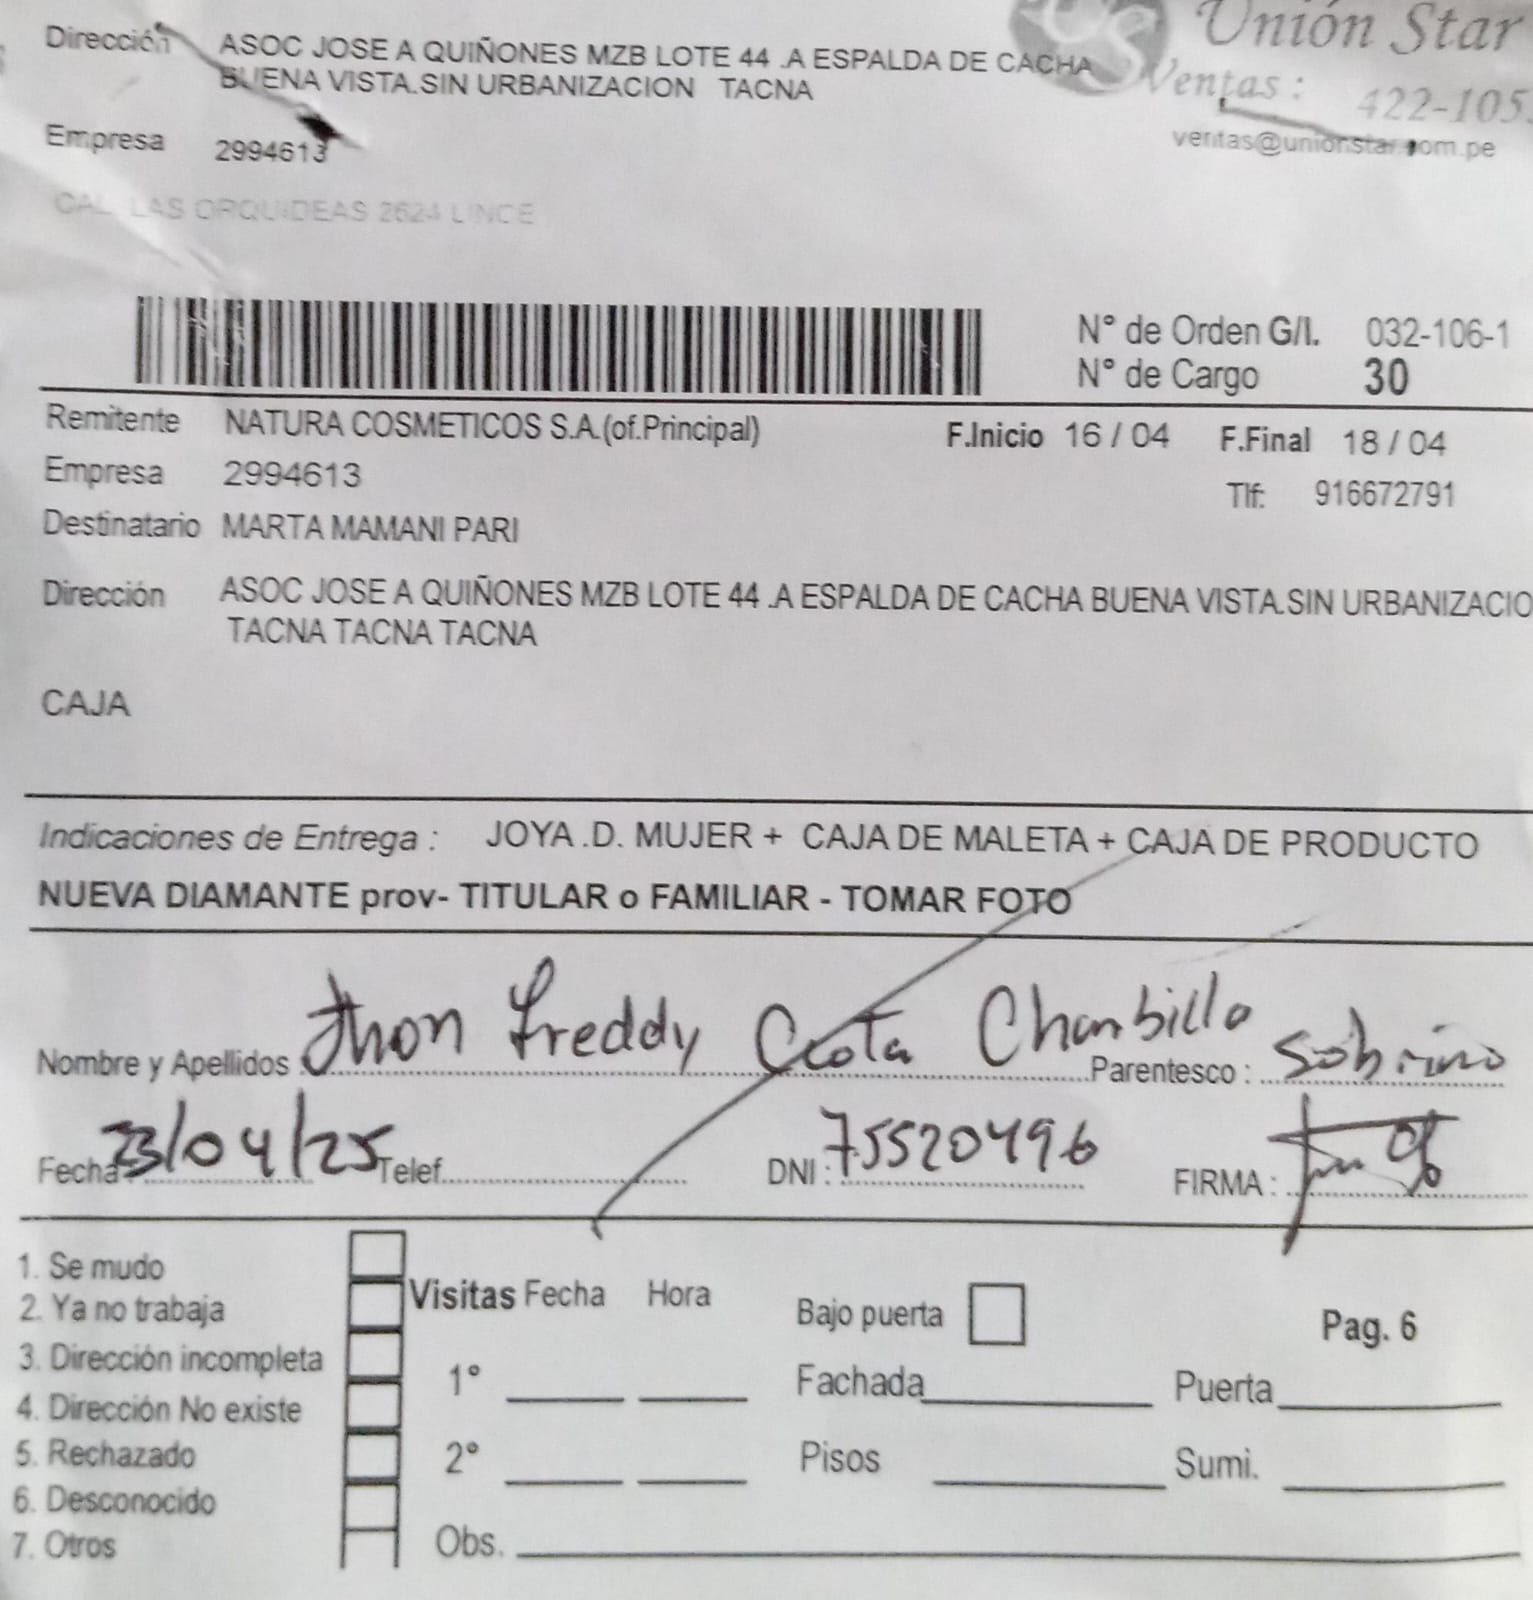 Unión Star
Dirección ASOC JOSE A QUIÑONES MZB LOTE 44 .A ESPALDA DE CACHA
BUENA VISTA.SIN URBANIZACION TACNA
Ventas : 422-105
Empresa 2994613
ventas@unionstar.com.pe
CAL LAS ORQUIDEAS 2624 LINCE
N° de Orden G/I. 032-106-1
N° de Cargo 30
Remitente NATURA COSMETICOS S.A.(of.Principal) F.Inicio 16 / 04 F.Final 18 / 04
Empresa 2994613 Tlf: 916672791
Destinatario MARTA MAMANI PARI
Dirección ASOC JOSE A QUIÑONES MZB LOTE 44 .A ESPALDA DE CACHA BUENA VISTA.SIN URBANIZACIO
TACNA TACNA TACNA
CAJA
Indicaciones de Entrega : JOYA .D. MUJER + CAJA DE MALETA + CAJA DE PRODUCTO
NUEVA DIAMANTE prov- TITULAR o FAMILIAR - TOMAR FOTO
Nombre y Apellidos : Jhon Freddy Ccota Chambilla Parentesco : Sobrino
Fecha 23/04/25 Telef. DNI : 75520496 FIRMA :
1. Se mudo
2. Ya no trabaja
3. Dirección incompleta
4. Dirección No existe
5. Rechazado
6. Desconocido
7. Otros
Visitas Fecha Hora
1°
2°
Obs.
Bajo puerta Pag. 6
Fachada Puerta
Pisos Sumi.